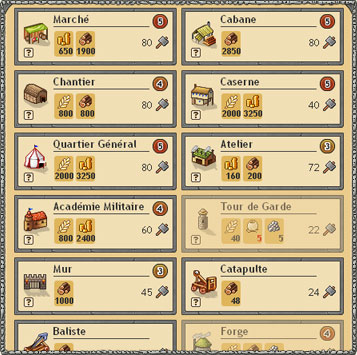 Marché 5
650 1900 80
?
Cabane 5
2850 80
?
Chantier 4
800 800 80
?
Caserne 5
2000 3250 40
?
Quartier Général 5
2000 3250 80
?
Atelier 3
160 200 72
?
Académie Militaire 4
800 2400 60
?
Tour de Garde
40 5 5 22
?
Mur 3
1000 45
?
Catapulte
48 24
?
Baliste
Forge 4